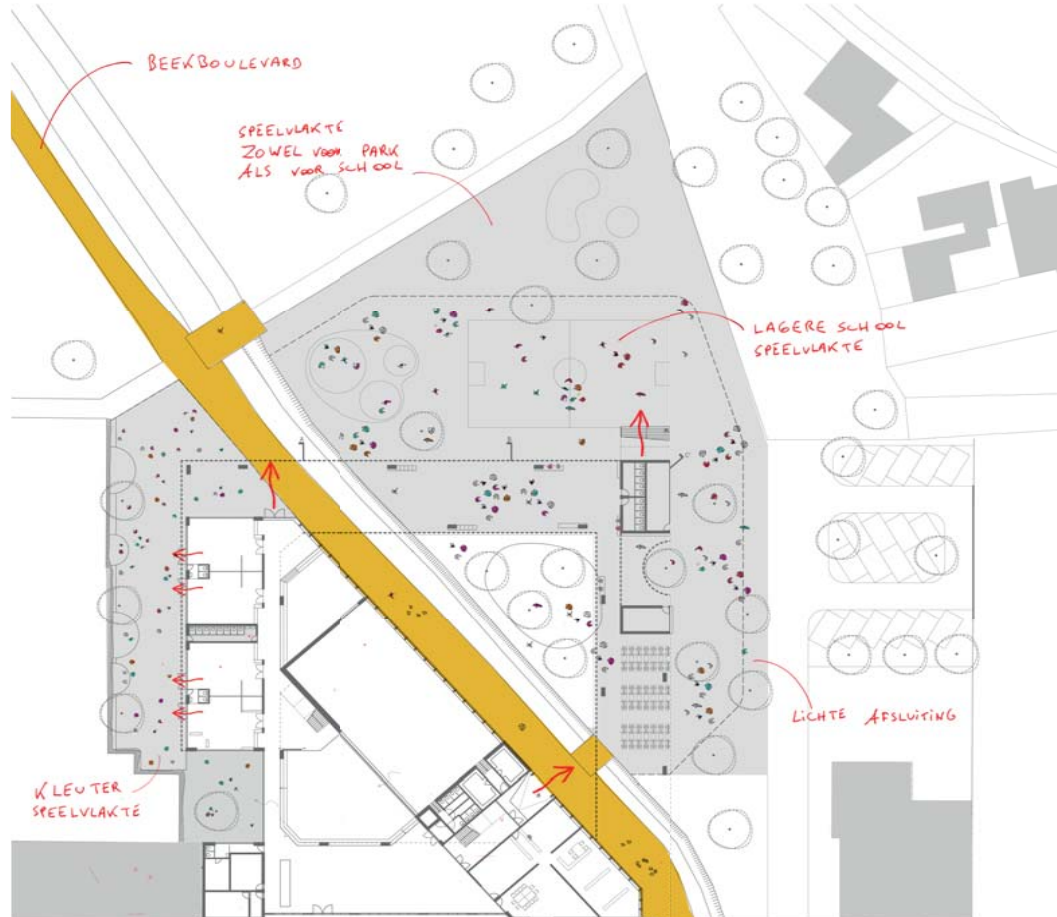 BEEKBOULEVARD
SPEELVLAKTE
ZOWEL VOOR PARK
ALS VOOR SCHOOL
LAGERE SCHOOL
SPEELVLAKTE
LICHTE AFSLUITING
KLEUTER
SPEELVLAKTE